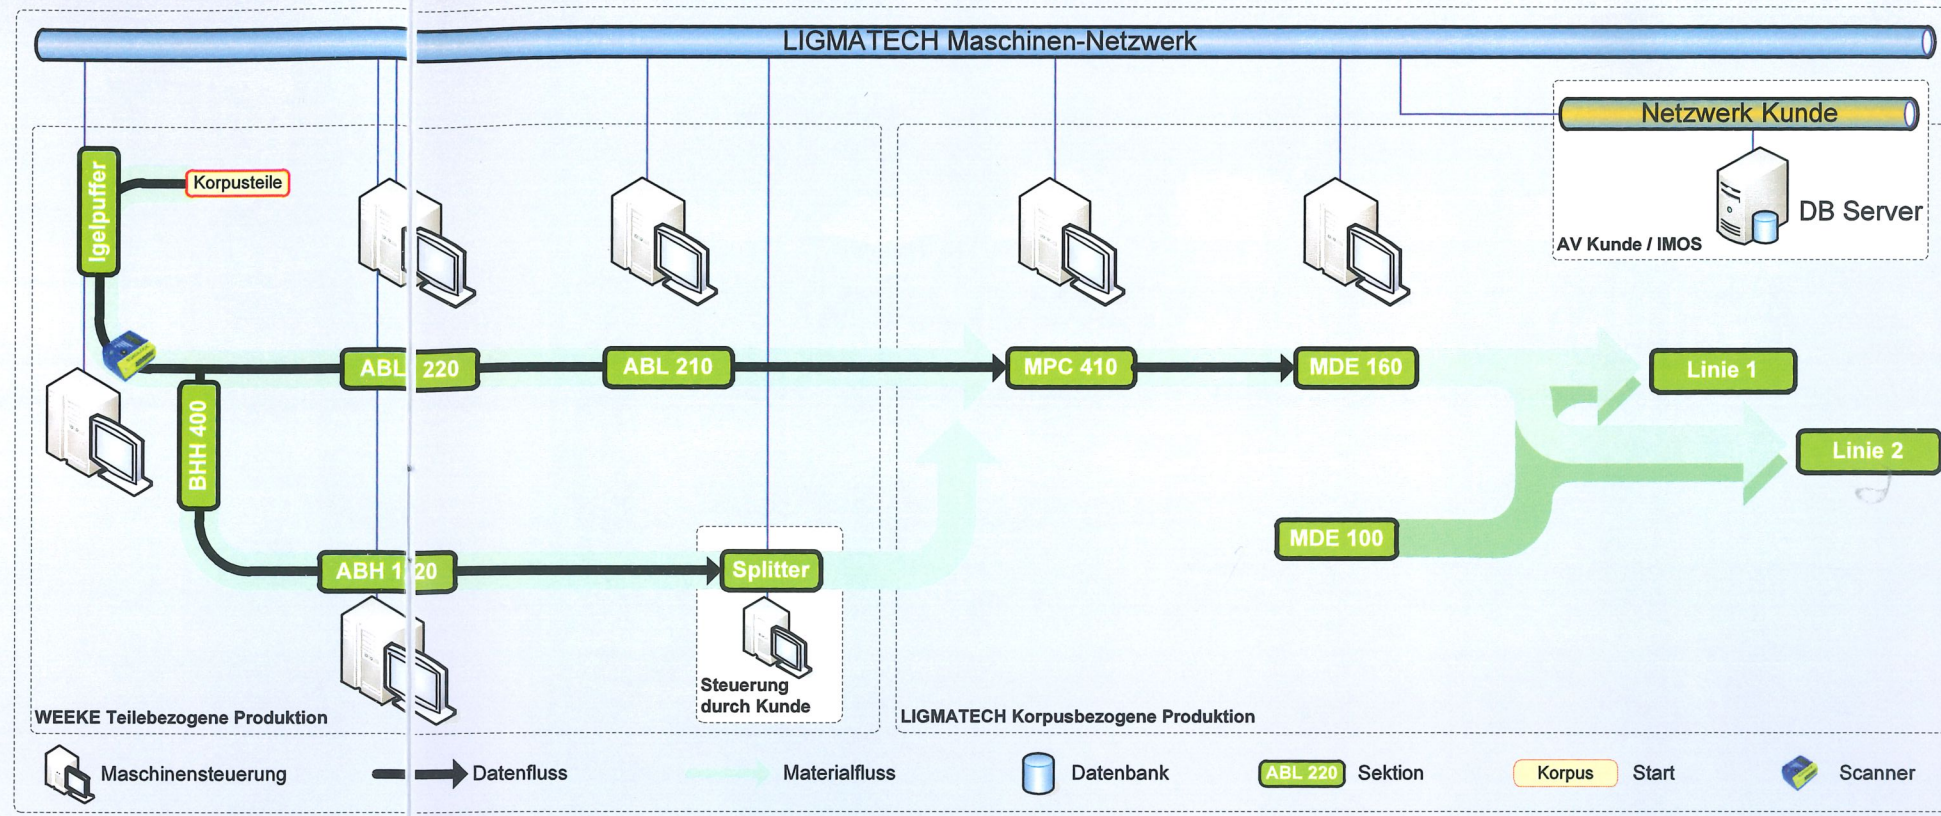 LIGMATECH Maschinen-Netzwerk
Netzwerk Kunde
DB Server
AV Kunde / IMOS
Igelpuffer
Korpusteile
ABL 220
ABL 210
MPC 410
MDE 160
Linie 1
BHH 400
Linie 2
MDE 100
ABH 120
Splitter
Steuerung
durch Kunde
WEEKE Teilebezogene Produktion
LIGMATECH Korpusbezogene Produktion
Maschinensteuerung
Datenfluss
Materialfluss
Datenbank
ABL 220
Sektion
Korpus
Start
Scanner